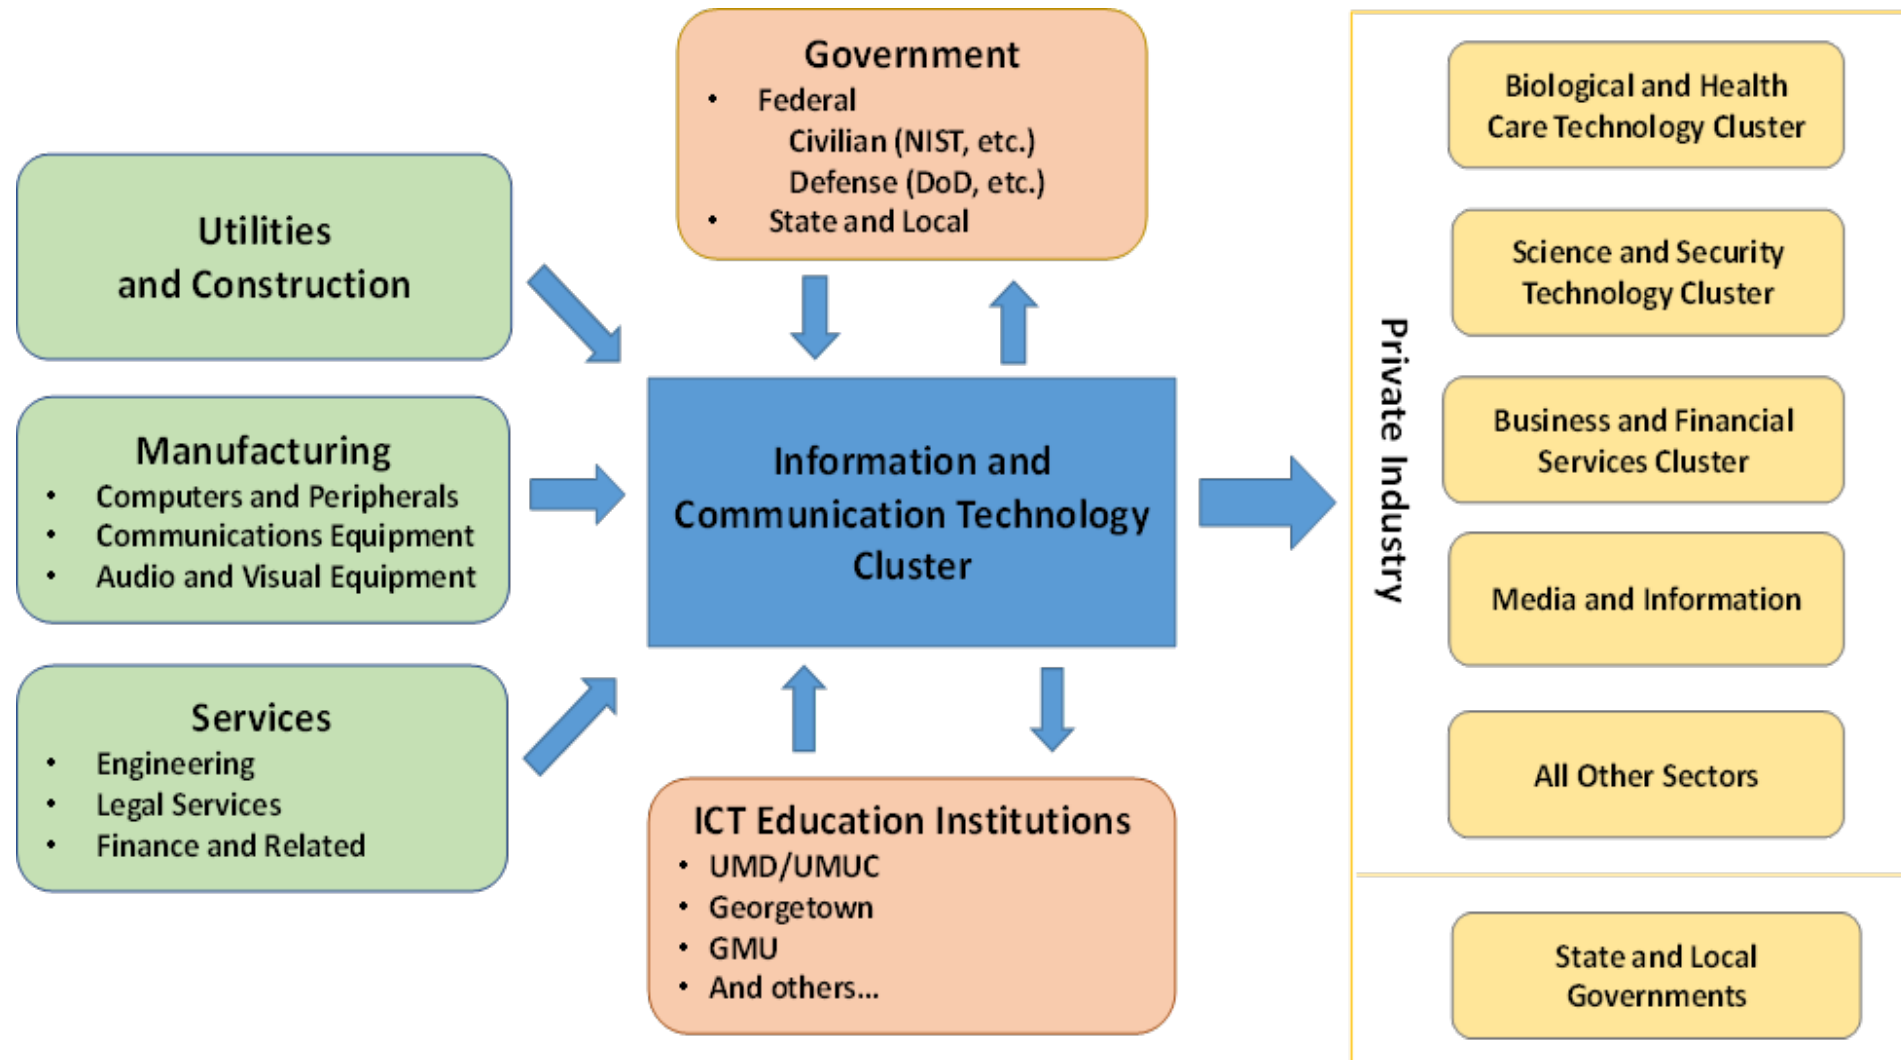 Government
• Federal
Civilian (NIST, etc.)
Defense (DoD, etc.)
• State and Local
Utilities
and Construction
Manufacturing
• Computers and Peripherals
• Communications Equipment
• Audio and Visual Equipment
Services
• Engineering
• Legal Services
• Finance and Related
Information and
Communication Technology
Cluster
ICT Education Institutions
• UMD/UMUC
• Georgetown
• GMU
• And others...
Private Industry
Biological and Health
Care Technology Cluster
Science and Security
Technology Cluster
Business and Financial
Services Cluster
Media and Information
All Other Sectors
State and Local
Governments